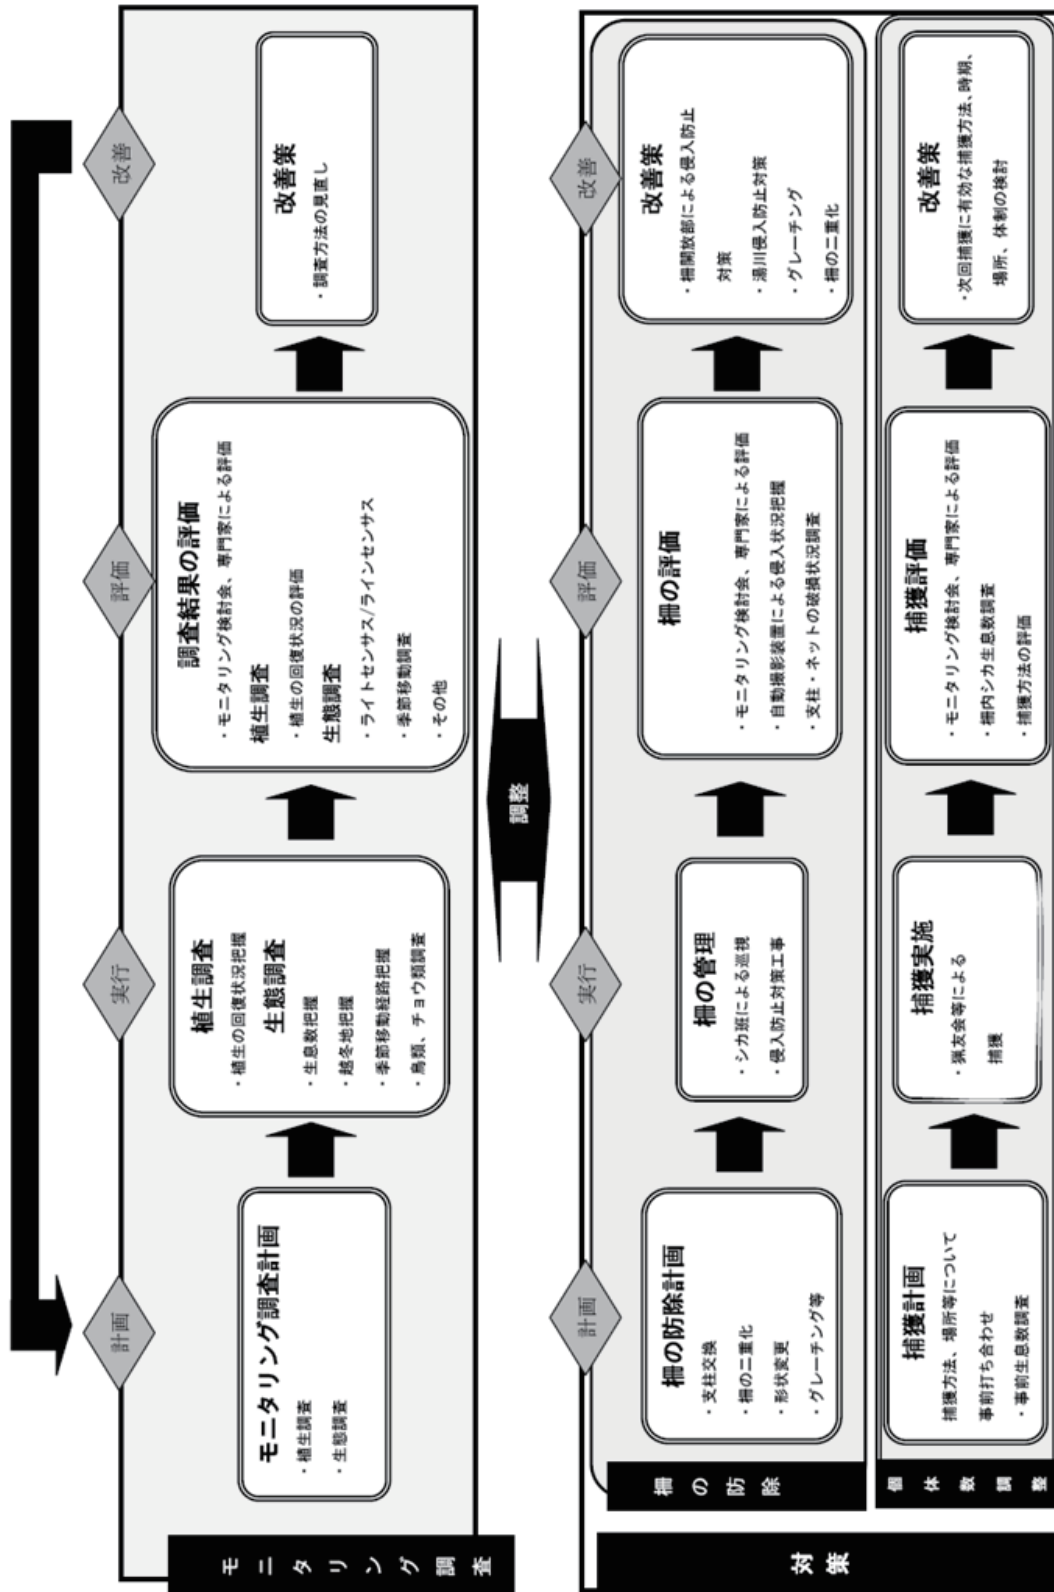 モニタリング調査
計画
実行
評価
改善
モニタリング調査計画
・植生調査
・生態調査
植生調査
・植生の回復状況把握
生態調査
・生息数把握
・越冬地把握
・季節移動経路把握
・鳥類、チョウ類調査
調査結果の評価
・モニタリング検討会、専門家による評価
植生調査
・植生の回復状況の評価
生態調査
・ライトセンサス/ラインセンサス
・季節移動調査
・その他
改善策
・調査方法の見直し
調整
対策
計画
実行
評価
改善
柵の防除
柵の防除計画
・支柱交換
・柵の二重化
・形状変更
・グレーチング等
柵の管理
・シカ班による巡視
・侵入防止対策工事
柵の評価
・モニタリング検討会、専門家による評価
・自動撮影装置による侵入状況把握
・支柱・ネットの破損状況調査
改善策
・柵開放部による侵入防止
対策
・湯川侵入防止対策
・グレーチング
・柵の二重化
個体数調整
捕獲計画
捕獲方法、場所等について
事前打ち合わせ
・事前生息数調査
捕獲実施
・猟友会等による
捕獲
捕獲評価
・モニタリング検討会、専門家による評価
・柵内シカ生息数調査
・捕獲方法の評価
改善策
・次回捕獲に有効な捕獲方法、時期、
場所、体制の検討